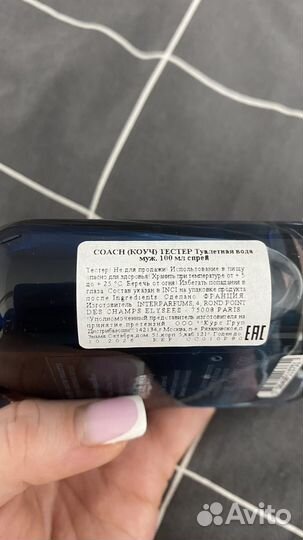 COACH (КОУЧ) ТЕСТЕР Туалетная вода
муж. 100 мл спрей
Тестер! Не для продажи! Использование в пищу
опасно для здоровья! Хранить при температуре от + 5
до + 25 °C. Беречь от огня! Избегать попадания в
глаза. Состав указан в INCI на упаковке продукта
после Ingredients. Сделано: ФРАНЦИЯ
Изготовитель: INTERPARFUMS, 4, ROND POINT
DES CHAMPS ELYSEES - 75008 PARIS
Уполномоченный представитель изготовителя на
принятие претензий: ООО "Курс Груп
EAC
Avito